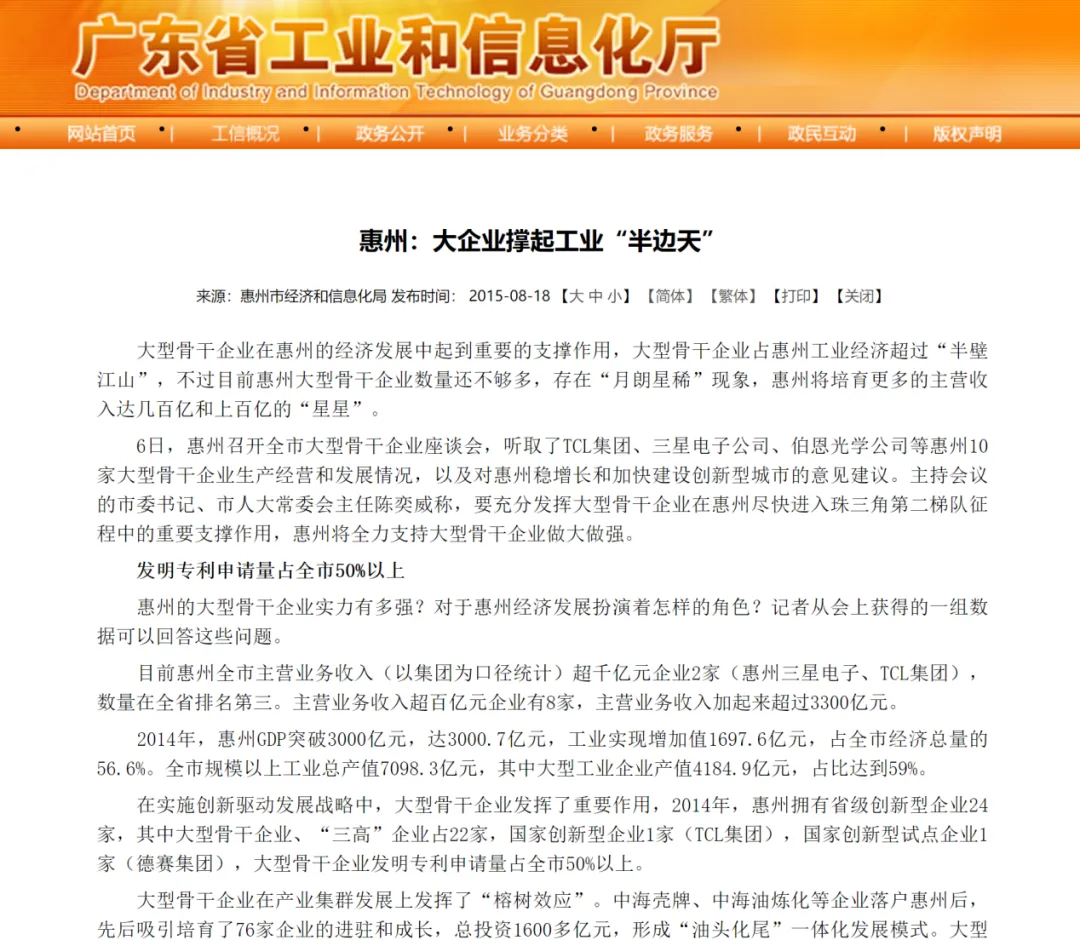 广东省工业和信息化厅
Department of Industry and Information Technology of Guangdong Province
• 网站首页 • | 工信概况 • | 政务公开 • | 业务分类 • | 政务服务 • | 政民互动 • | 版权声明
惠州：大企业撑起工业“半边天”
来源：惠州市经济和信息化局 发布时间： 2015-08-18 【大 中 小】 【简体】 【繁体】 【打印】 【关闭】
大型骨干企业在惠州的经济发展中起到重要的支撑作用，大型骨干企业占惠州工业经济超过“半壁
江山”，不过目前惠州大型骨干企业数量还不够多，存在“月朗星稀”现象，惠州将培育更多的主营收
入达几百亿和上百亿的“星星”。
6日，惠州召开全市大型骨干企业座谈会，听取了TCL集团、三星电子公司、伯恩光学公司等惠州10
家大型骨干企业生产经营和发展情况，以及对惠州稳增长和加快建设创新型城市的意见建议。主持会议
的市委书记、市人大常委会主任陈奕威称，要充分发挥大型骨干企业在惠州尽快进入珠三角第二梯队征
程中的重要支撑作用，惠州将全力支持大型骨干企业做大做强。
发明专利申请量占全市50%以上
惠州的大型骨干企业实力有多强？对于惠州经济发展扮演着怎样的角色？记者从会上获得的一组数
据可以回答这些问题。
目前惠州全市主营业务收入（以集团为口径统计）超千亿元企业2家（惠州三星电子、TCL集团），
数量在全省排名第三。主营业务收入超百亿元企业有8家，主营业务收入加起来超过3300亿元。
2014年，惠州GDP突破3000亿元，达3000.7亿元，工业实现增加值1697.6亿元，占全市经济总量的
56.6%。全市规模以上工业总产值7098.3亿元，其中大型工业企业产值4184.9亿元，占比达到59%。
在实施创新驱动发展战略中，大型骨干企业发挥了重要作用，2014年，惠州拥有省级创新型企业24
家，其中大型骨干企业、“三高”企业占22家，国家创新型企业1家（TCL集团），国家创新型试点企业1
家（德赛集团），大型骨干企业发明专利申请量占全市50%以上。
大型骨干企业在产业集群发展上发挥了“榕树效应”。中海壳牌、中海油炼化等企业落户惠州后，
先后吸引培育了76家企业的进驻和成长，总投资1600多亿元，形成“油头化尾”一体化发展模式。大型